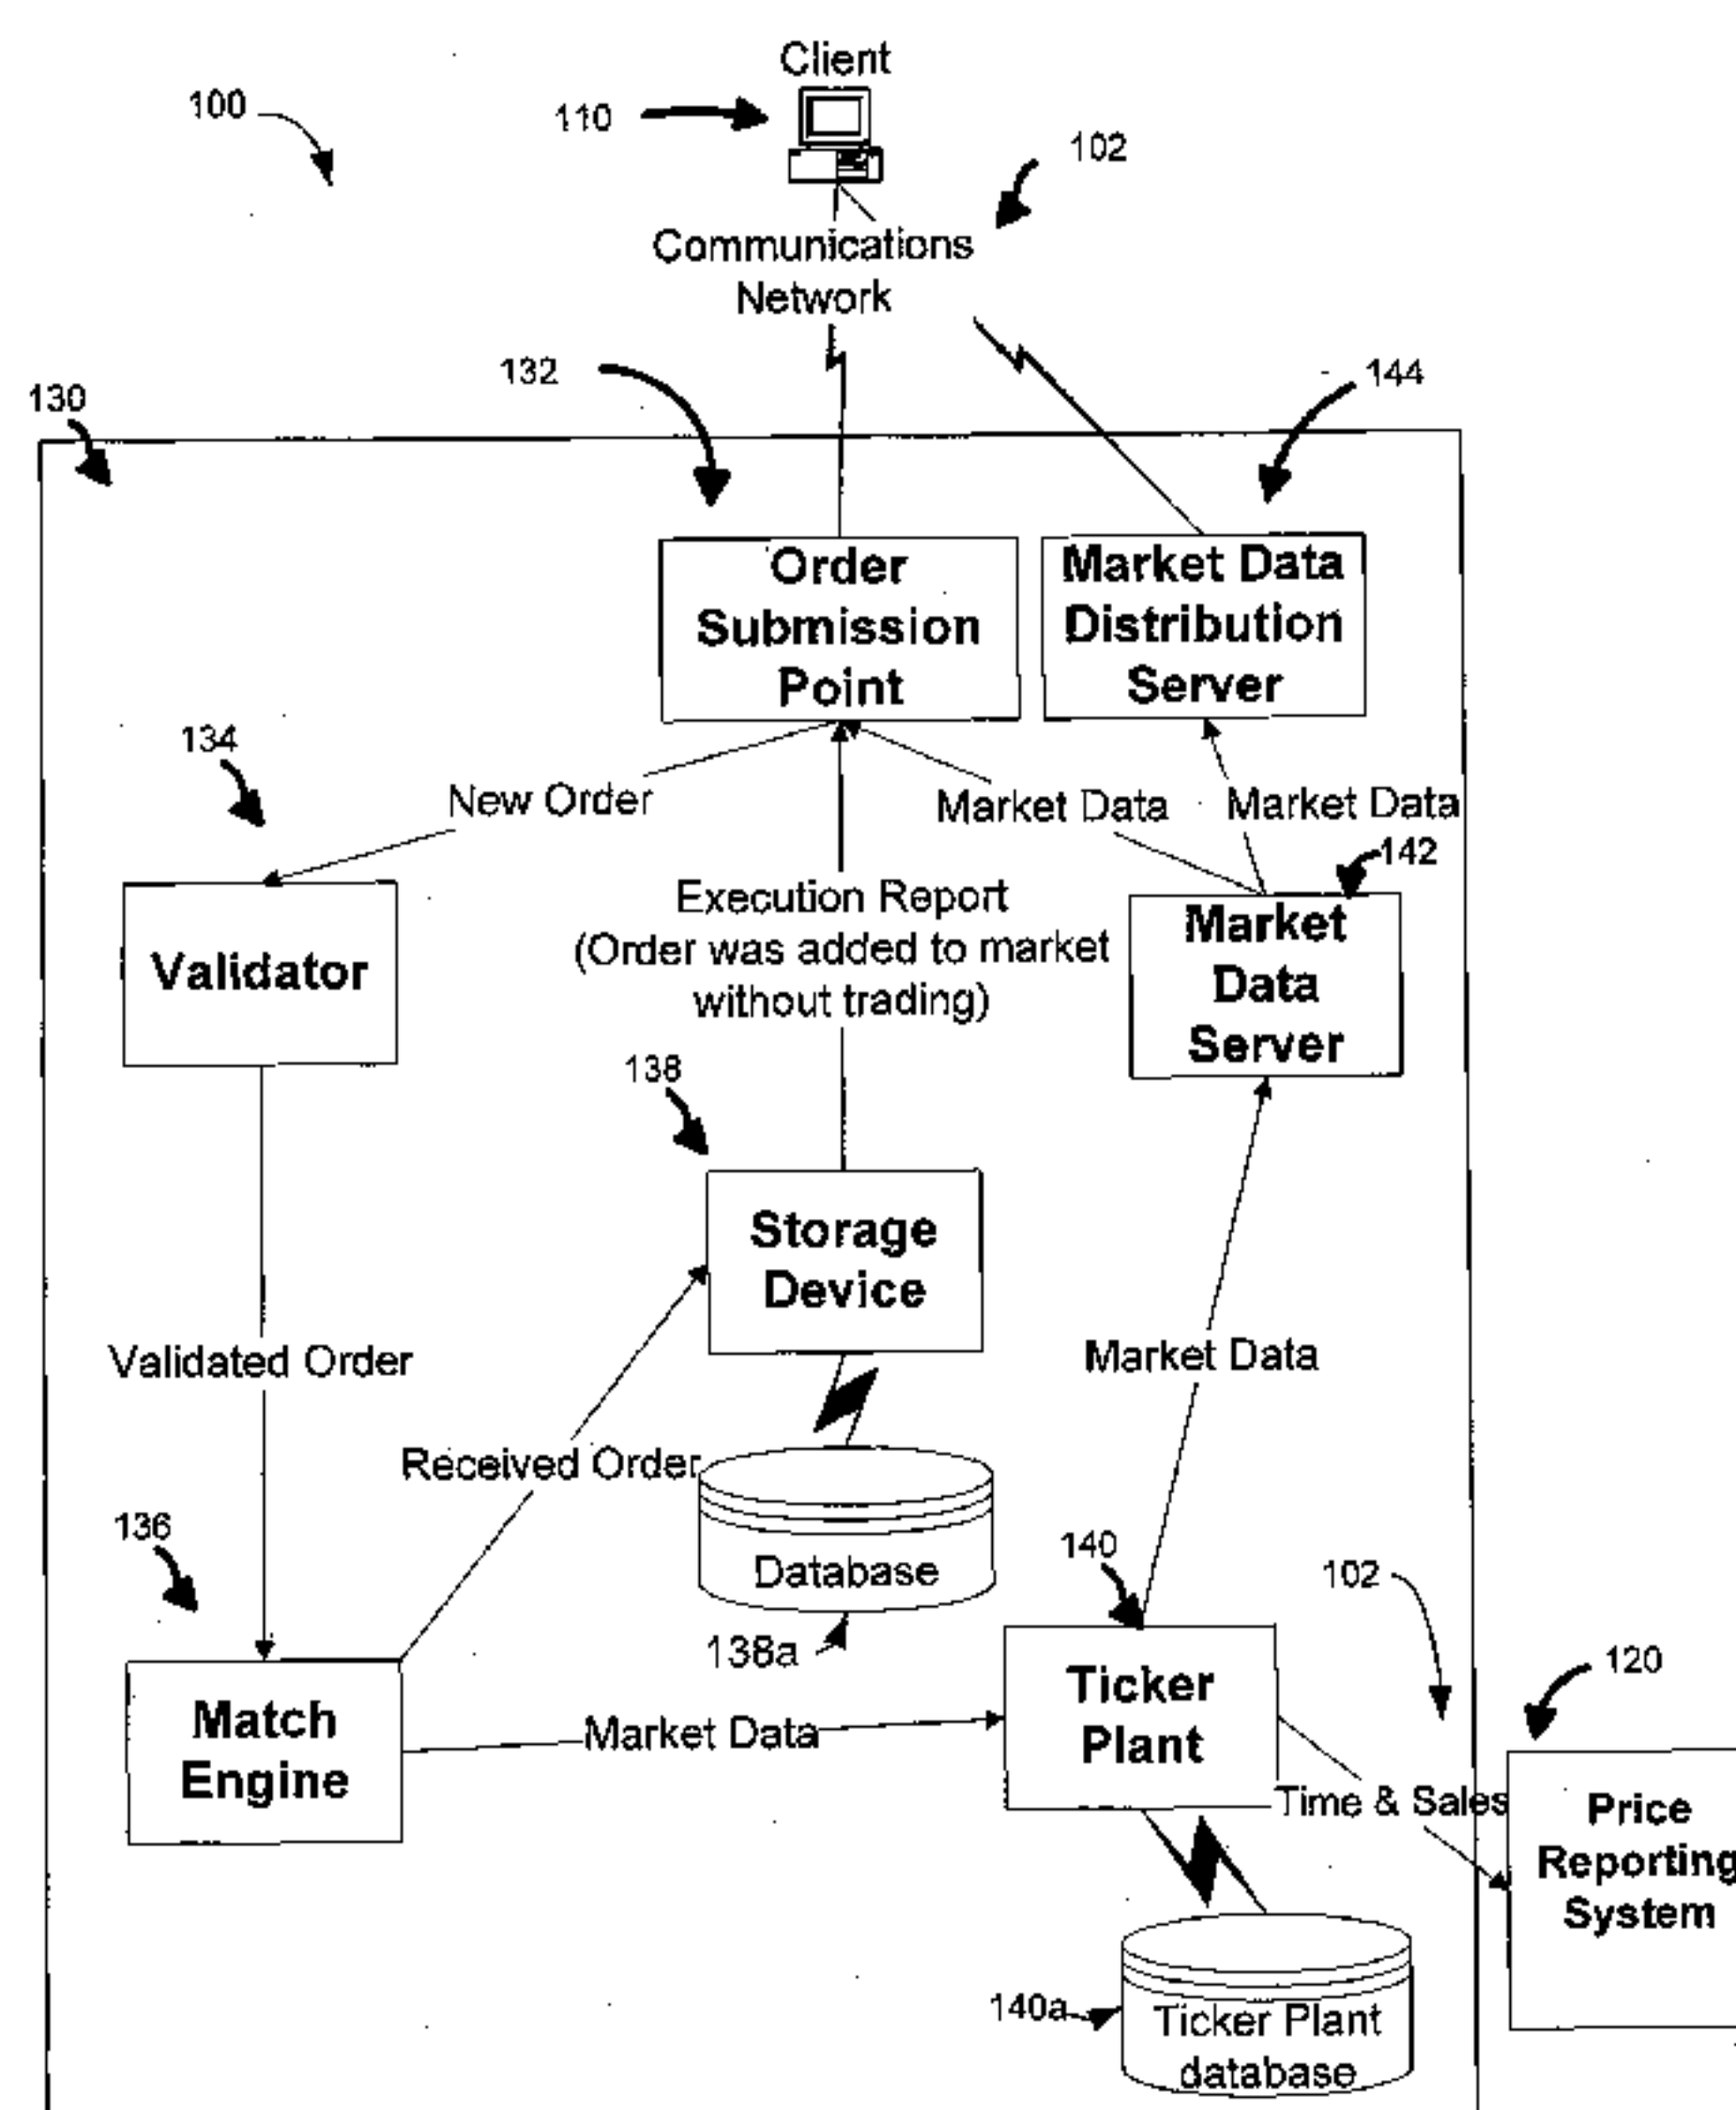 Client
100
110
102
Communications
Network
132
144
130
Order
Submission
Point
Market Data
Distribution
Server
134
New Order
Market Data
Market Data
142
Validator
Execution Report
(Order was added to market
without trading)
Market
Data
Server
138
Storage
Device
Validated Order
Market Data
Received Order
136
Database
140
102
138a
120
Match
Engine
Market Data
Ticker
Plant
Time & Sales
Price
Reporting
System
140a
Ticker Plant
database